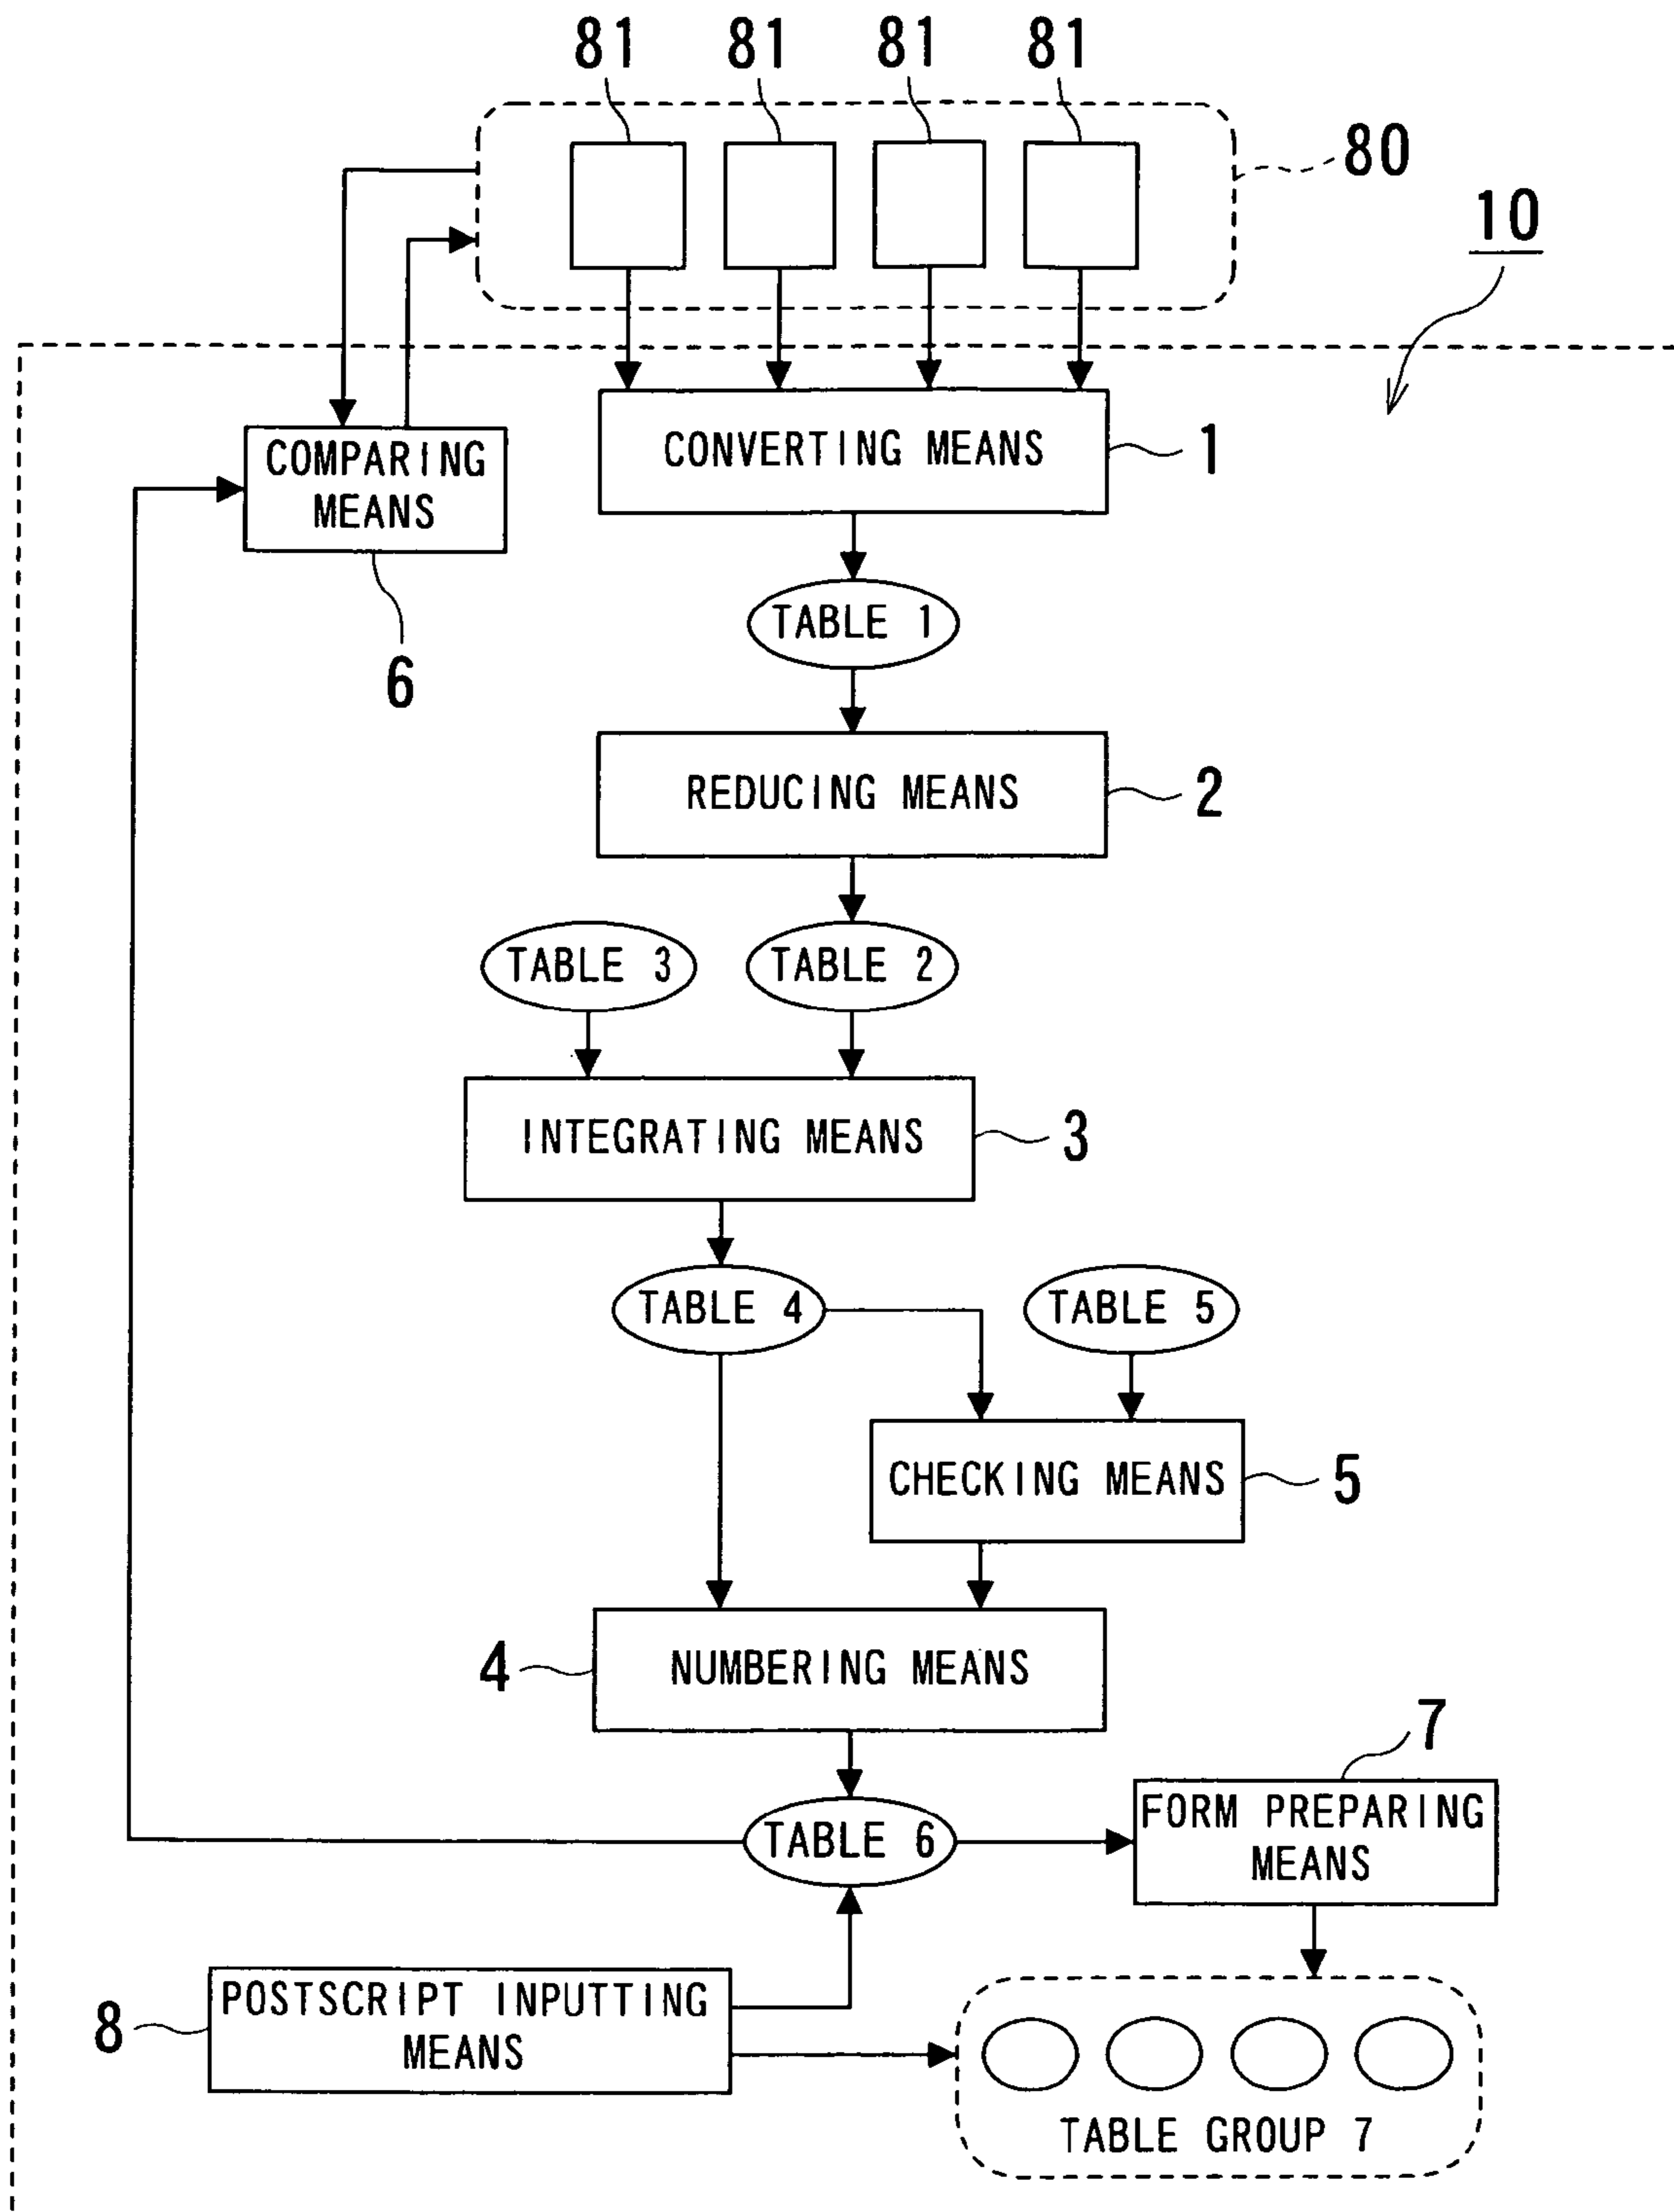 81 81 81 81
80
10
CONVERTING MEANS
1
COMPARING
MEANS
6
TABLE 1
REDUCING MEANS
2
TABLE 3
TABLE 2
INTEGRATING MEANS
3
TABLE 4
TABLE 5
CHECKING MEANS
5
4
NUMBERING MEANS
7
FORM PREPARING
MEANS
TABLE 6
8
POSTSCRIPT INPUTTING
MEANS
TABLE GROUP 7